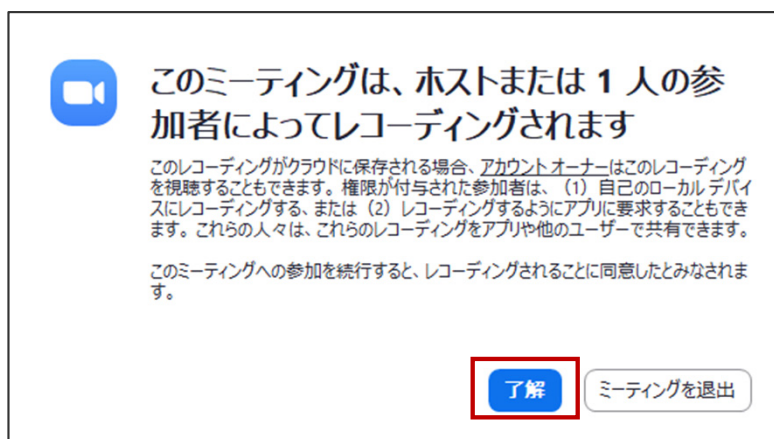 このミーティングは、ホストまたは 1 人の参
加者によってレコーディングされます
このレコーディングがクラウドに保存される場合、アカウント オーナーはこのレコーディング
を視聴することもできます。権限が付与された参加者は、（1）自己のローカル デバイ
スにレコーディングする、または（2）レコーディングするようにアプリに要求することもでき
ます。これらの人々は、これらのレコーディングをアプリや他のユーザーで共有できます。
このミーティングへの参加を続行すると、レコーディングされることに同意したとみなされま
す。
了解
ミーティングを退出